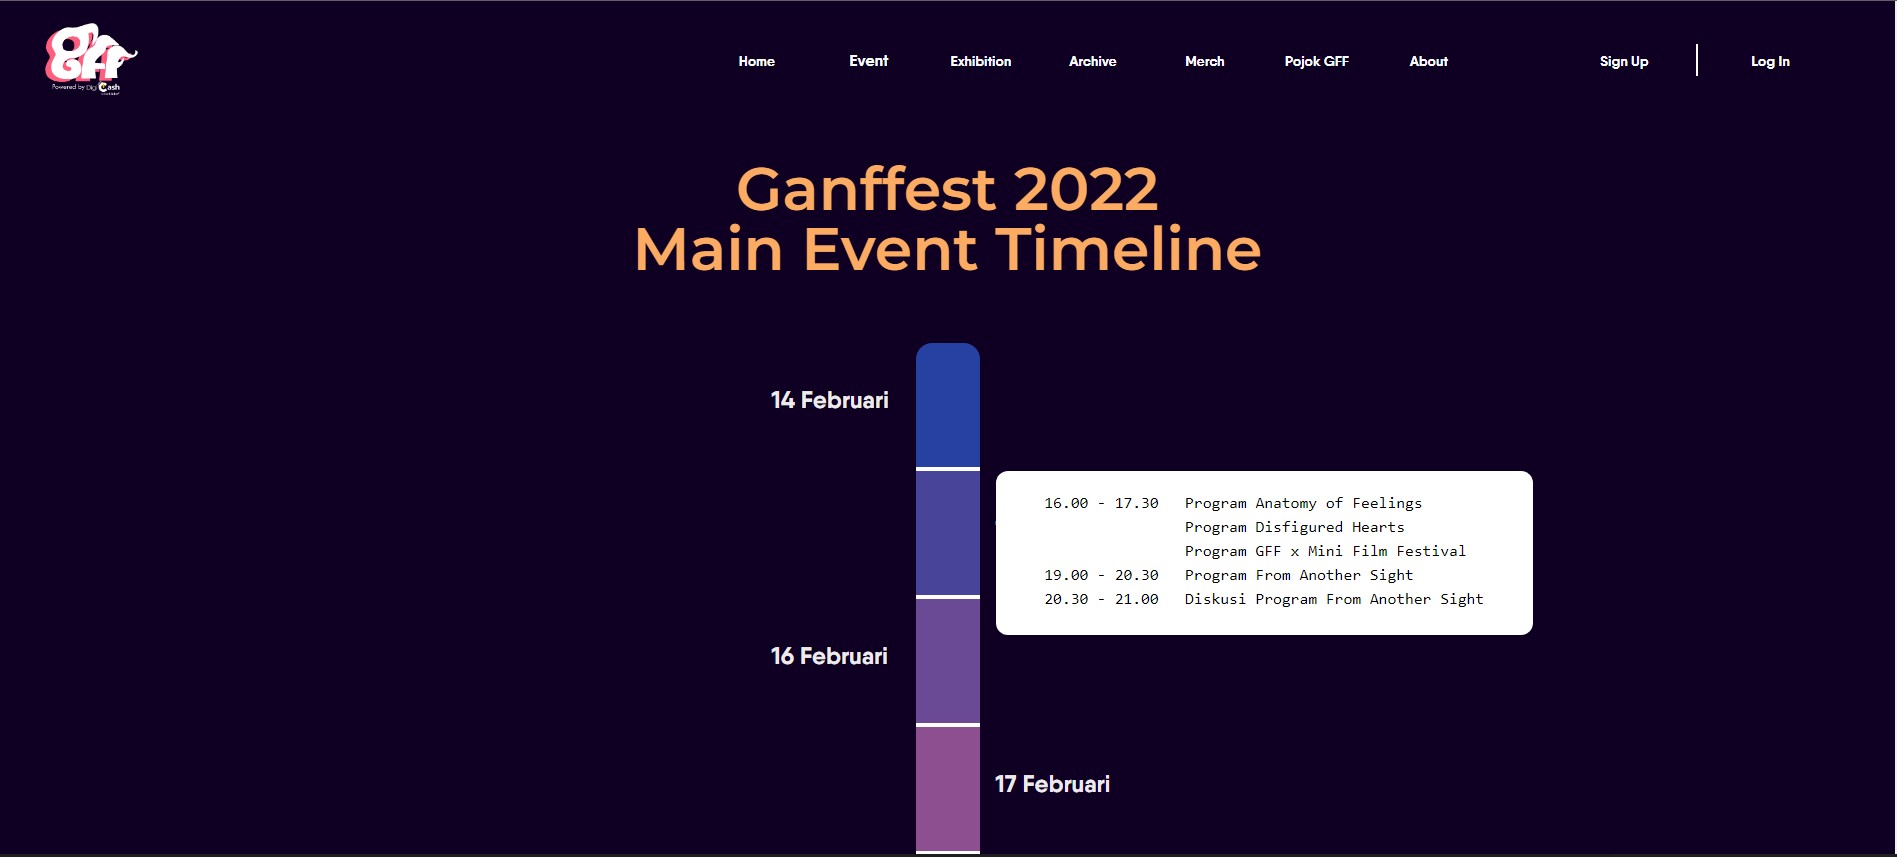 GFF
Powered by Digi Cash
Home Event Exhibition Archive Merch Pojok GFF About Sign Up Log In
Ganffest 2022
Main Event Timeline
14 Februari
16.00 - 17.30 Program Anatomy of Feelings
Program Disfigured Hearts
Program GFF x Mini Film Festival
19.00 - 20.30 Program From Another Sight
20.30 - 21.00 Diskusi Program From Another Sight
16 Februari
17 Februari